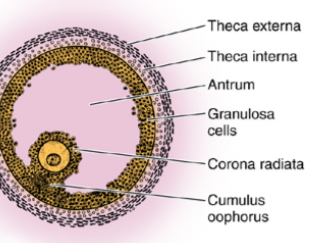 Theca externa
Theca interna
Antrum
Granulosa
cells
Corona radiata
Cumulus
oophorus